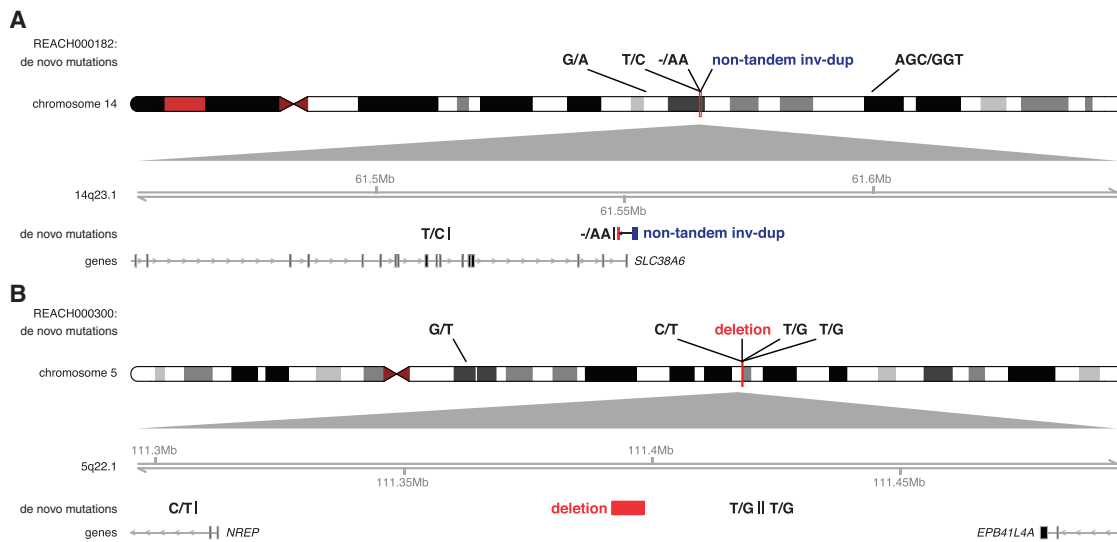 A
REACH000182:
de novo mutations
G/A T/C -/AA non-tandem inv-dup AGC/GGT
chromosome 14
61.5Mb 61.6Mb
14q23.1
61.55Mb
de novo mutations T/C -/AA non-tandem inv-dup
genes SLC38A6
B
REACH000300:
de novo mutations
G/T C/T deletion T/G T/G
chromosome 5
111.3Mb 111.4Mb
5q22.1
111.35Mb 111.45Mb
de novo mutations C/T deletion T/G T/G
genes NREP EPB41L4A